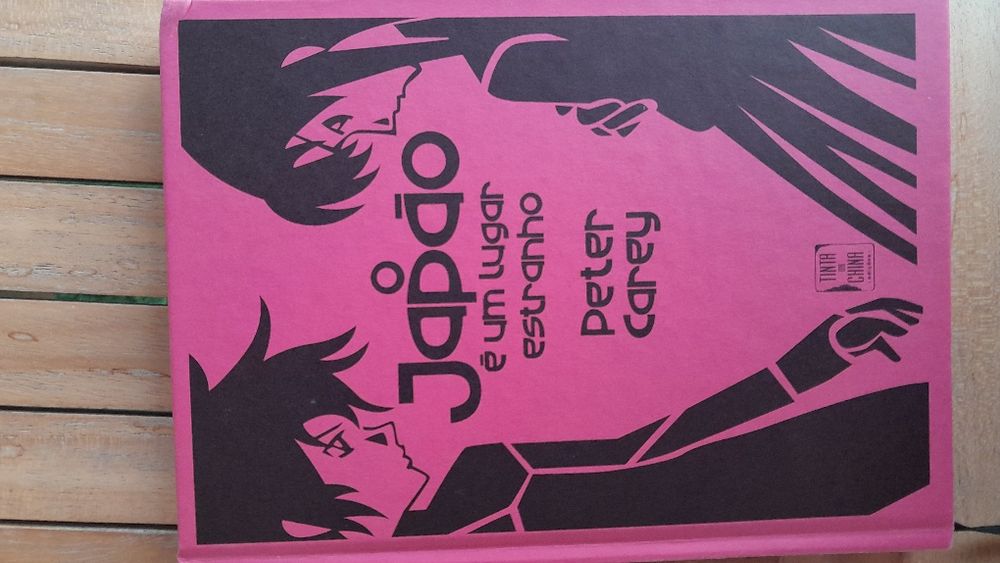 Japão
é um lugar
estranho
Peter
Carey
TINTA
DA
CHINA